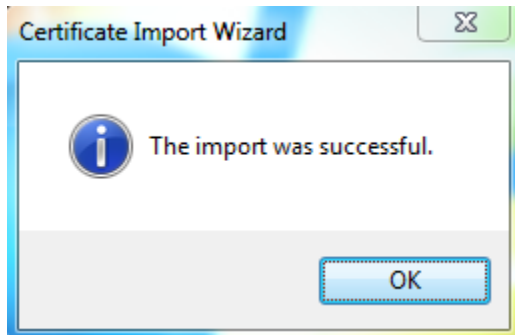 Certificate Import Wizard
The import was successful.
OK